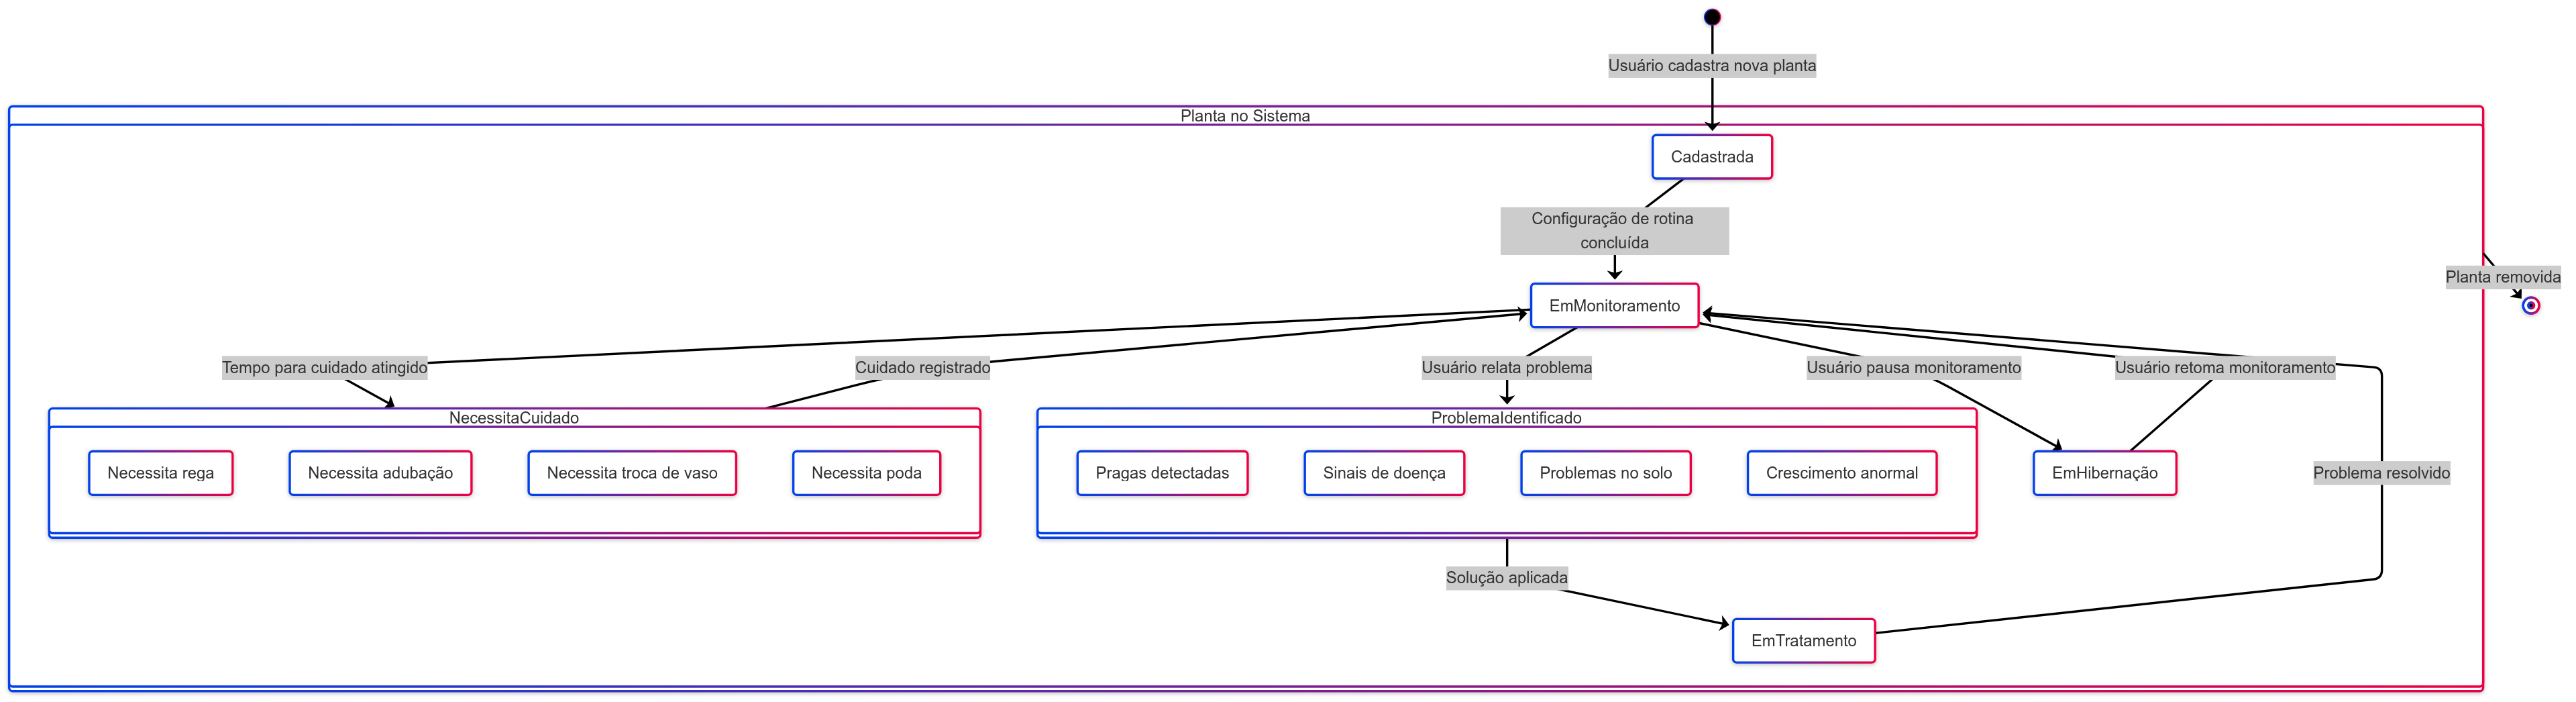 Usuário cadastra nova planta
Planta no Sistema
Cadastrada
Configuração de rotina
concluída
Planta removida
EmMonitoramento
Tempo para cuidado atingido
Cuidado registrado
Usuário relata problema
Usuário pausa monitoramento
Usuário retoma monitoramento
NecessitaCuidado
ProblemaIdentificado
Necessita rega
Necessita adubação
Necessita troca de vaso
Necessita poda
Pragas detectadas
Sinais de doença
Problemas no solo
Crescimento anormal
EmHibernação
Problema resolvido
Solução aplicada
EmTratamento